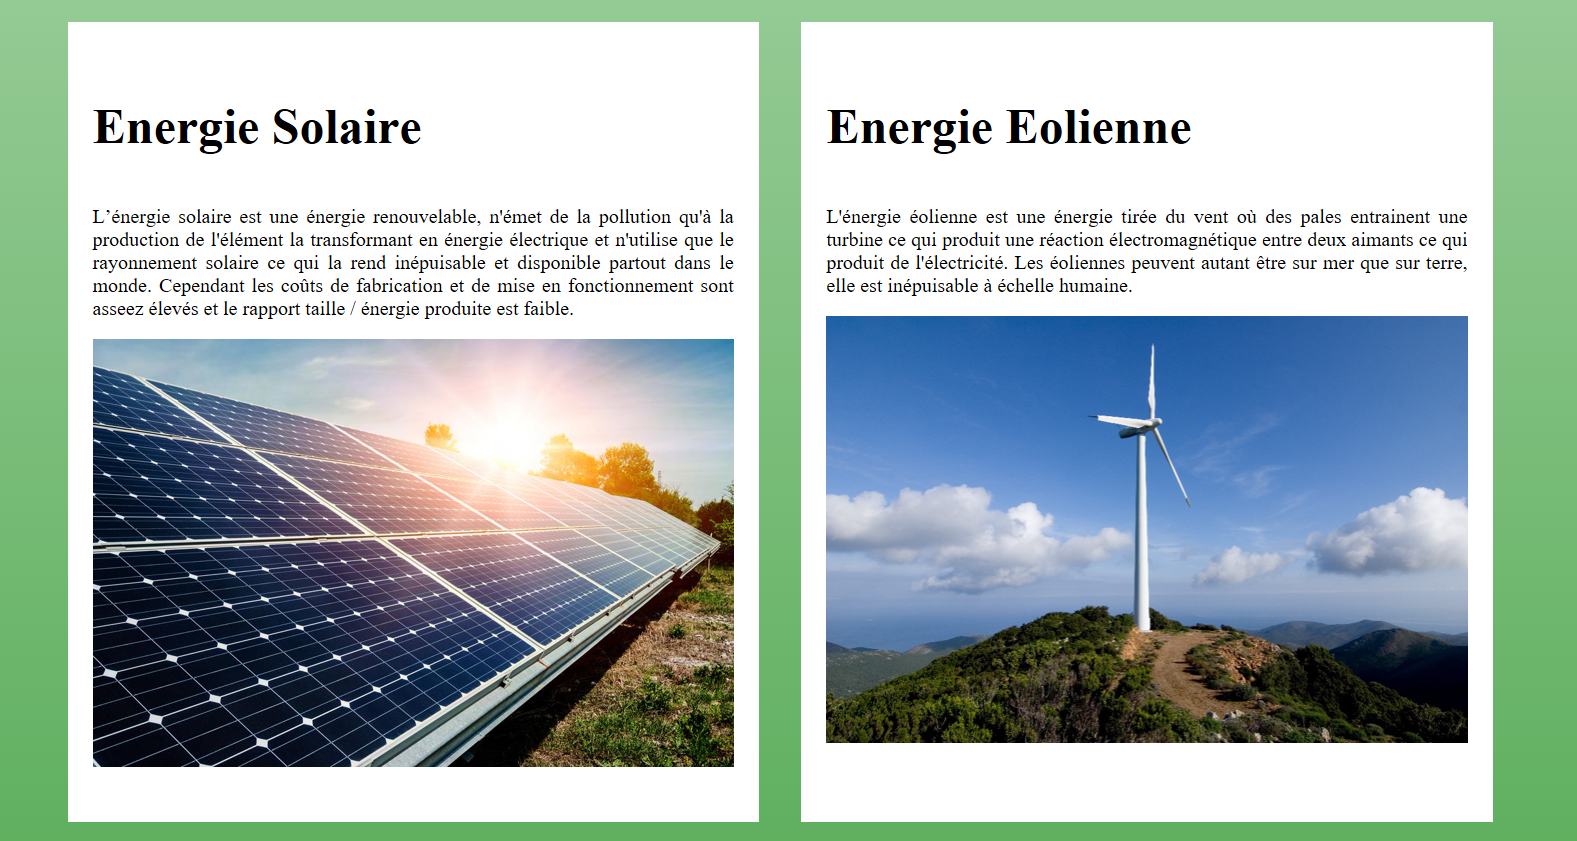 Energie Solaire
L’énergie solaire est une énergie renouvelable, n'émet de la pollution qu'à la
production de l'élément la transformant en énergie électrique et n'utilise que le
rayonnement solaire ce qui la rend inépuisable et disponible partout dans le
monde. Cependant les coûts de fabrication et de mise en fonctionnement sont
asseez élevés et le rapport taille / énergie produite est faible.
Energie Eolienne
L'énergie éolienne est une énergie tirée du vent où des pales entrainent une
turbine ce qui produit une réaction électromagnétique entre deux aimants ce qui
produit de l'électricité. Les éoliennes peuvent autant être sur mer que sur terre,
elle est inépuisable à échelle humaine.